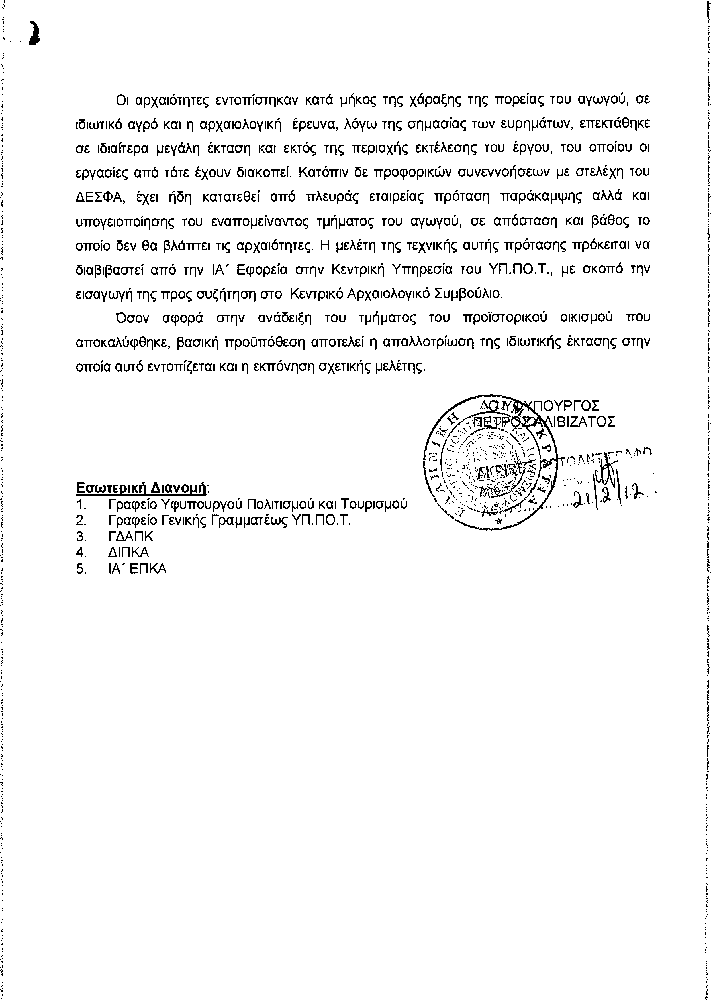 Οι αρχαιότητες εντοπίστηκαν κατά μήκος της χάραξης της πορείας του αγωγού, σε
ιδιωτικό αγρό και η αρχαιολογική έρευνα, λόγω της σημασίας των ευρημάτων, επεκτάθηκε
σε ιδιαίτερα μεγάλη έκταση και εκτός της περιοχής εκτέλεσης του έργου, του οποίου οι
εργασίες από τότε έχουν διακοπεί. Κατόπιν δε προφορικών συνεννοήσεων με στελέχη του
ΔΕΣΦΑ, έχει ήδη κατατεθεί από πλευράς εταιρείας πρόταση παράκαμψης αλλά και
υπογειοποίησης του εναπομείναντος τμήματος του αγωγού, σε απόσταση και βάθος το
οποίο δεν θα βλάπτει τις αρχαιότητες. Η μελέτη της τεχνικής αυτής πρότασης πρόκειται να
διαβιβαστεί από την ΙΑ΄ Εφορεία στην Κεντρική Υπηρεσία του ΥΠ.ΠΟ.Τ., με σκοπό την
εισαγωγή της προς συζήτηση στο Κεντρικό Αρχαιολογικό Συμβούλιο.
Όσον αφορά στην ανάδειξη του τμήματος του προϊστορικού οικισμού που
αποκαλύφθηκε, βασική προϋπόθεση αποτελεί η απαλλοτρίωση της ιδιωτικής έκτασης στην
οποία αυτό εντοπίζεται και η εκπόνηση σχετικής μελέτης.
Ο ΥΦΥΠΟΥΡΓΟΣ
ΠΕΤΡΟΣ ΑΛΙΒΙΖΑΤΟΣ
ΕΛΛΗΝΙΚΗ ΔΗΜΟΚΡΑΤΙΑ
ΥΠΟΥΡΓΕΙΟ ΠΟΛΙΤΙΣΜΟΥ ΚΑΙ ΤΟΥΡΙΣΜΟΥ
21/2/12
Εσωτερική Διανομή:
1. Γραφείο Υφυπουργού Πολιτισμού και Τουρισμού
2. Γραφείο Γενικής Γραμματέως ΥΠ.ΠΟ.Τ.
3. ΓΔΑΠΚ
4. ΔΙΠΚΑ
5. ΙΑ΄ ΕΠΚΑ